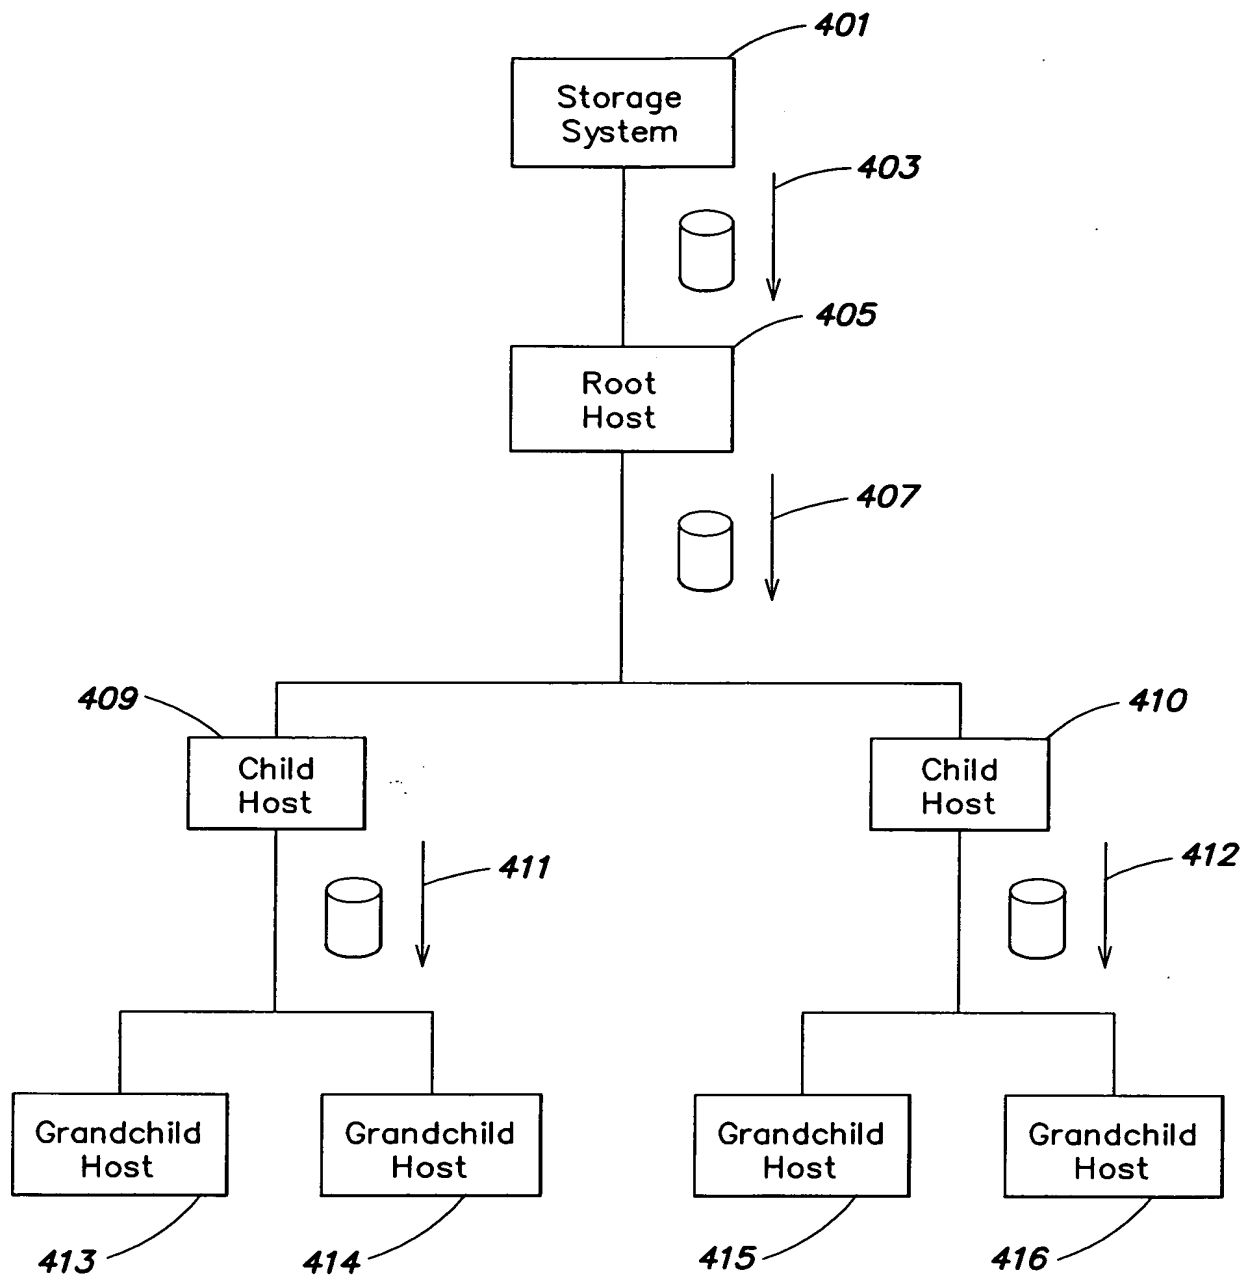 401
Storage
System
403
405
Root
Host
407
409
410
Child
Host
Child
Host
411
412
Grandchild
Host
Grandchild
Host
Grandchild
Host
Grandchild
Host
413
414
415
416